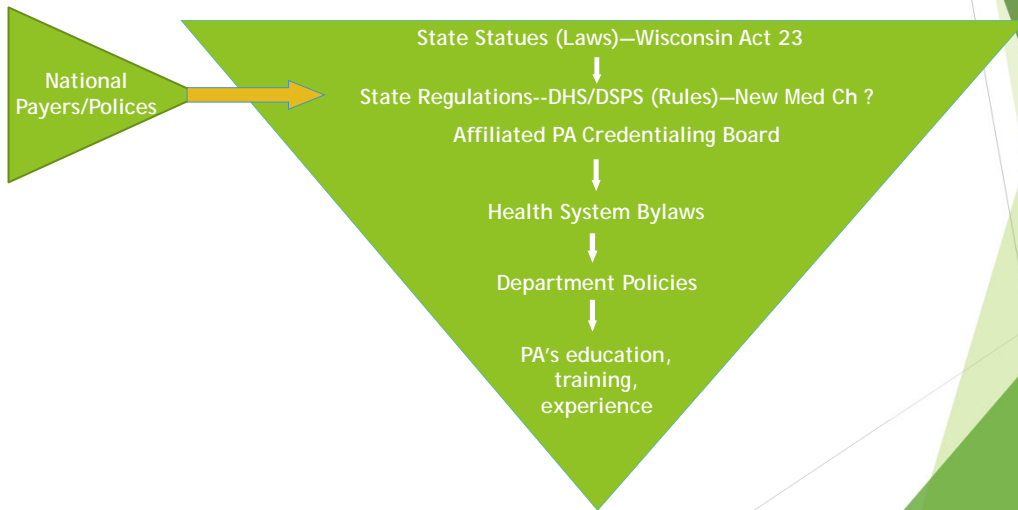 State Statues (Laws)—Wisconsin Act 23
National
Payers/Polices
State Regulations--DHS/DSPS (Rules)—New Med Ch ?
Affiliated PA Credentialing Board
Health System Bylaws
Department Policies
PA's education,
training,
experience